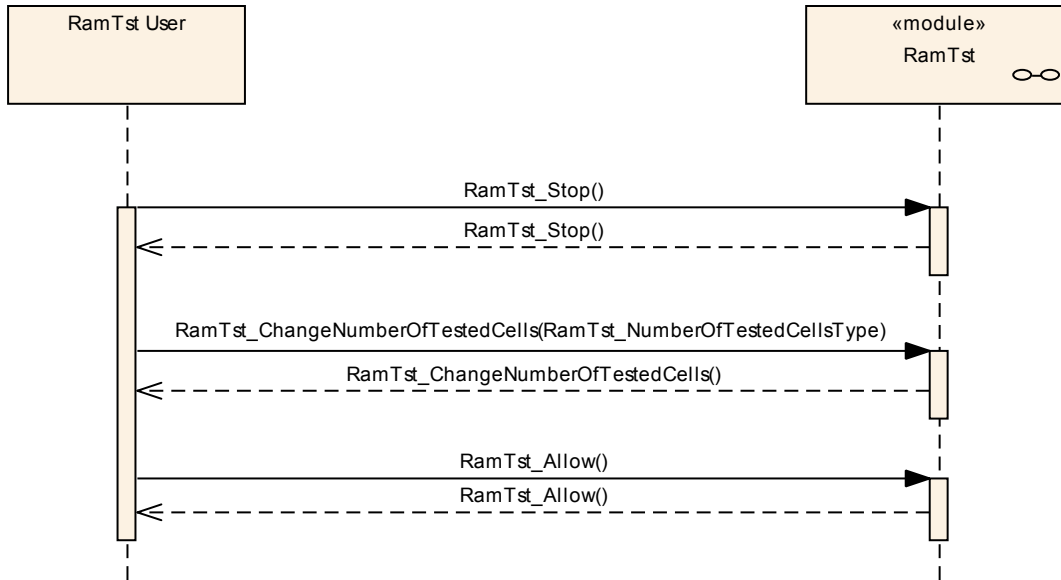 RamTst User
«module»
RamTst
RamTst_Stop()
RamTst_Stop()
RamTst_ChangeNumberOfTestedCells(RamTst_NumberOfTestedCellsType)
RamTst_ChangeNumberOfTestedCells()
RamTst_Allow()
RamTst_Allow()